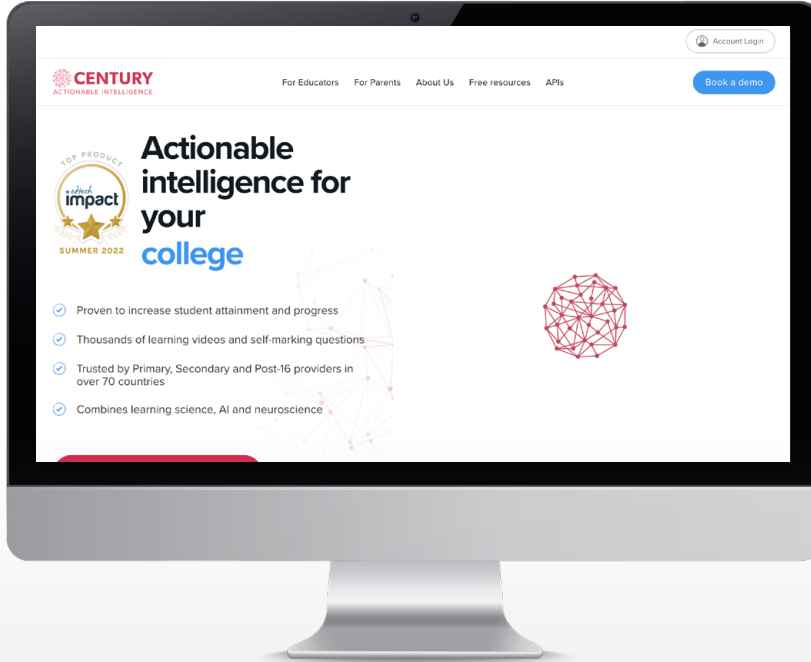 Account Login
CENTURY
ACTIONABLE INTELLIGENCE
For Educators For Parents About Us Free resources APIs
Book a demo
TOP PRODUCT
edtech
impact
SUMMER 2022
Actionable
intelligence for
your
college
Proven to increase student attainment and progress
Thousands of learning videos and self-marking questions
Trusted by Primary, Secondary and Post-16 providers in
over 70 countries
Combines learning science, AI and neuroscience